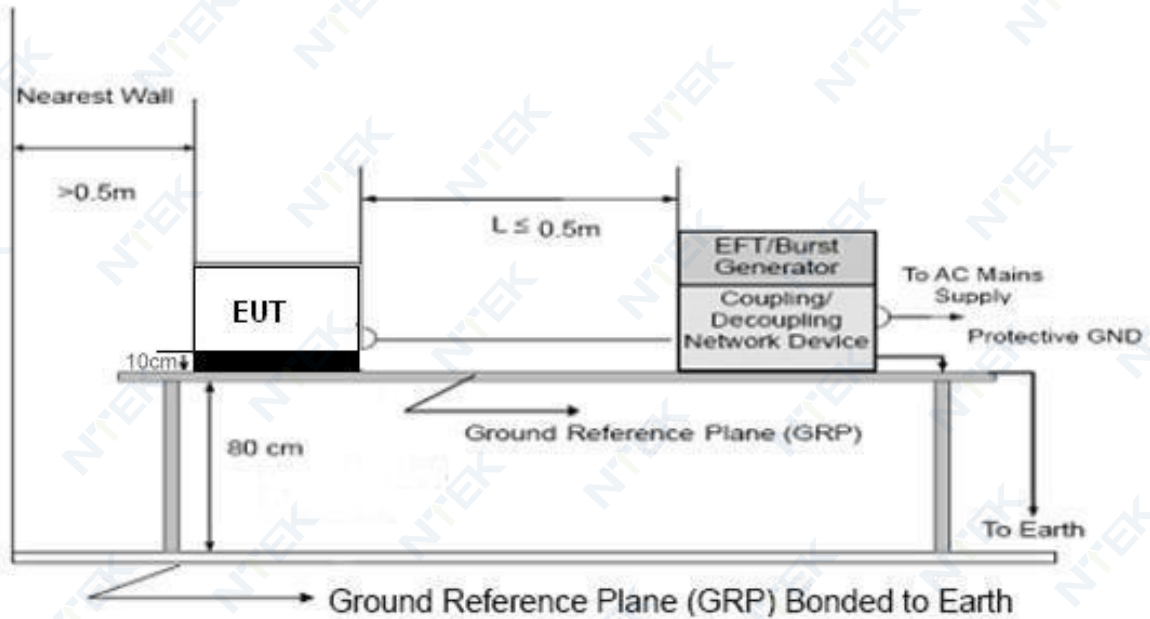 Nearest Wall
>0.5m
L ≤ 0.5m
EFT/Burst
Generator
Coupling/
Decoupling
Network Device
To AC Mains
Supply
Protective GND
EUT
10cm
80 cm
Ground Reference Plane (GRP)
To Earth
Ground Reference Plane (GRP) Bonded to Earth
NTEK